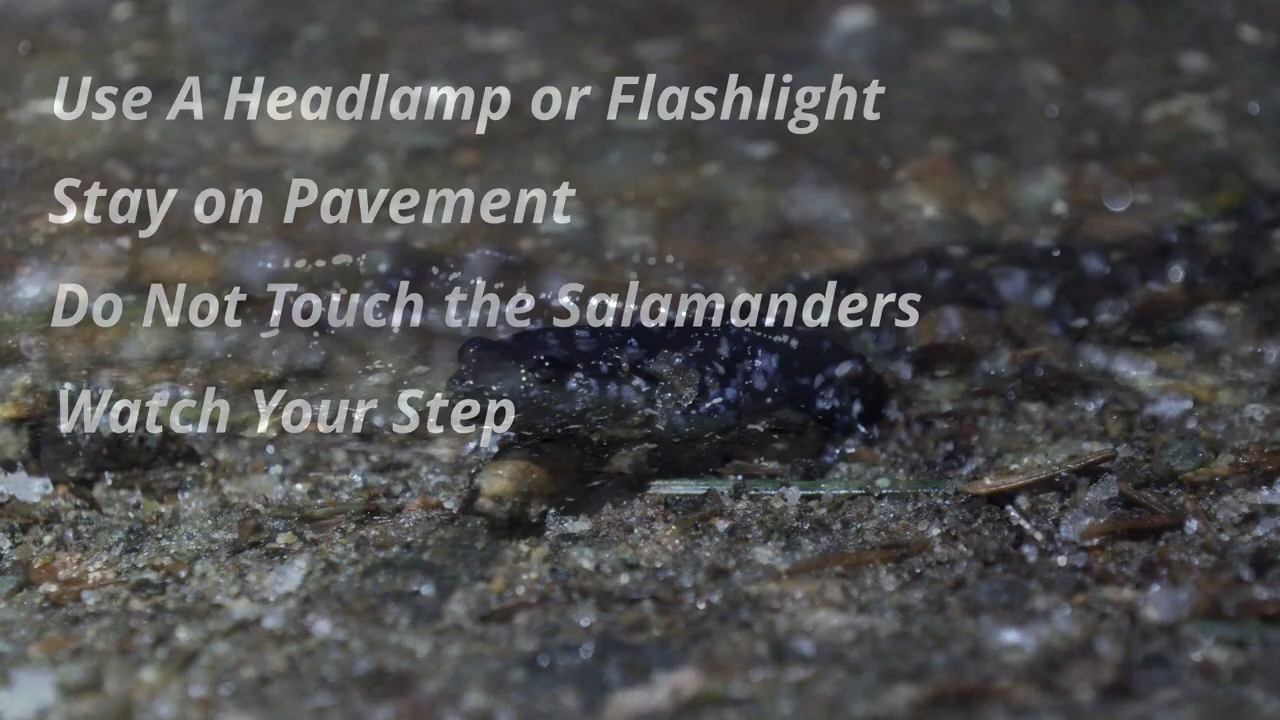 Use A Headlamp or Flashlight
Stay on Pavement
Do Not Touch the Salamanders
Watch Your Step